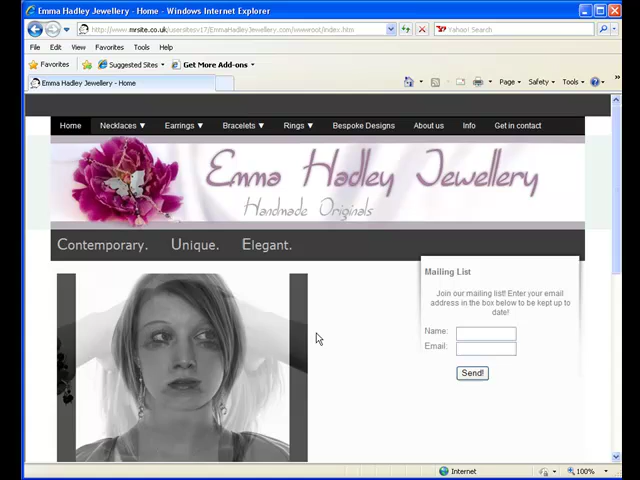 Emma Hadley Jewellery - Home - Windows Internet Explorer
http://www.mrsite.co.uk/usersitesv17/EmmaHadleyJewellery.com/wwwroot/index.htm
Yahoo! Search
File Edit View Favorites Tools Help
Favorites Suggested Sites Get More Add-ons
Emma Hadley Jewellery - Home
Page Safety Tools
Home Necklaces ▼ Earrings ▼ Bracelets ▼ Rings ▼ Bespoke Designs About us Info Get in contact
Emma Hadley Jewellery
Handmade Originals
Contemporary. Unique. Elegant.
Mailing List
Join our mailing list! Enter your email
address in the box below to be kept up to
date!
Name:
Email:
Send!
Internet 100%